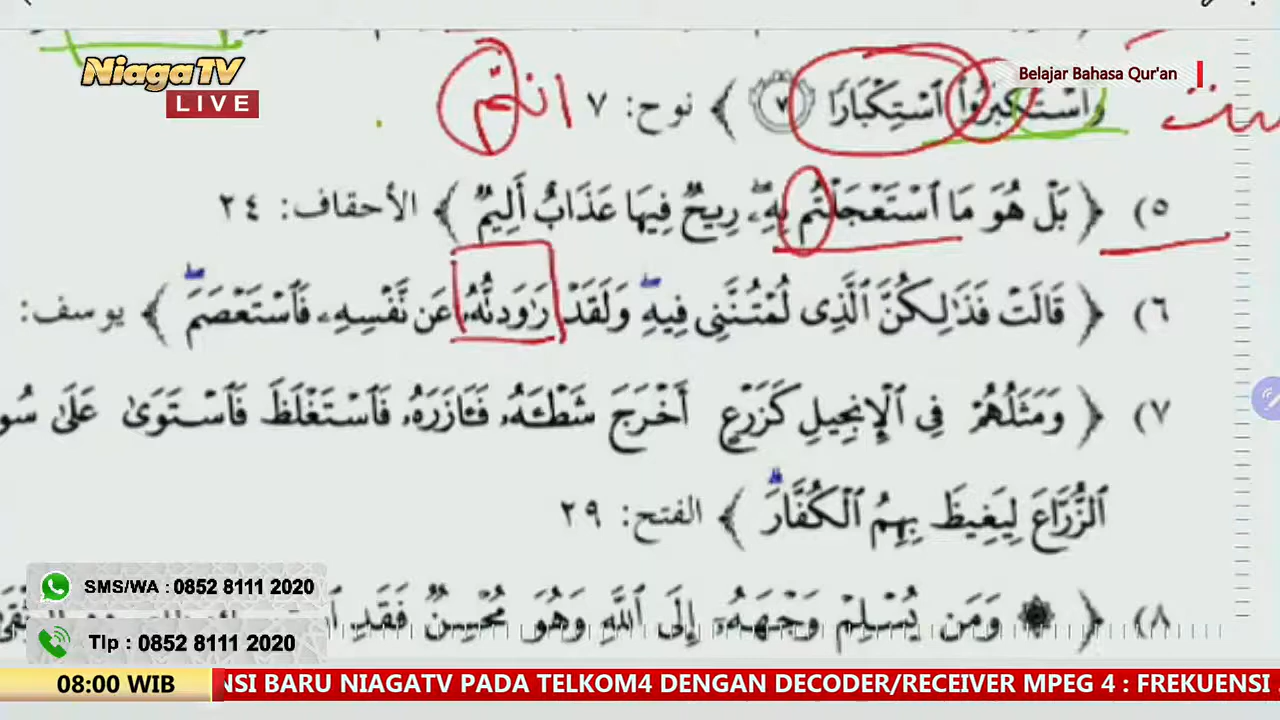 NiagaTV
LIVE
Belajar Bahasa Qur'an
وَٱسْتَكْبَرُوا۟ ٱسْتِكْبَارًا ٧ ﴾ نوح: ٧ انتم
٥) ﴿ بَلْ هُوَ مَا ٱسْتَعْجَلْتُم بِهِۦۖ رِيحٌ فِيهَا عَذَابٌ أَلِيمٌ ﴾ الأحقاف: ٢٤
٦) ﴿ قَالَتْ فَذَٰلِكُنَّ ٱلَّذِى لُمْتُنَّنِى فِيهِۖ وَلَقَدْ رَٰوَدتُّهُۥ عَن نَّفْسِهِۦ فَٱسْتَعْصَمَۖ ﴾ يوسف:
٧) ﴿ وَمَثَلُهُمْ فِى ٱلْإِنجِيلِ كَزَرْعٍ أَخْرَجَ شَطْـَٔهُۥ فَـَٔازَرَهُۥ فَٱسْتَغْلَظَ فَٱسْتَوَىٰ عَلَىٰ
ٱلزُّرَّاعَ لِيَغِيظَ بِهِمُ ٱلْكُفَّارَۗ ﴾ الفتح: ٢٩
٨) ﴿ ۞ وَمَن يُسْلِمْ وَجْهَهُۥٓ إِلَى ٱللَّهِ وَهُوَ مُحْسِنٌ فَقَدِ
SMS/WA : 0852 8111 2020
Tlp : 0852 8111 2020
08:00 WIB
NSI BARU NIAGATV PADA TELKOM4 DENGAN DECODER/RECEIVER MPEG 4 : FREKUENSI